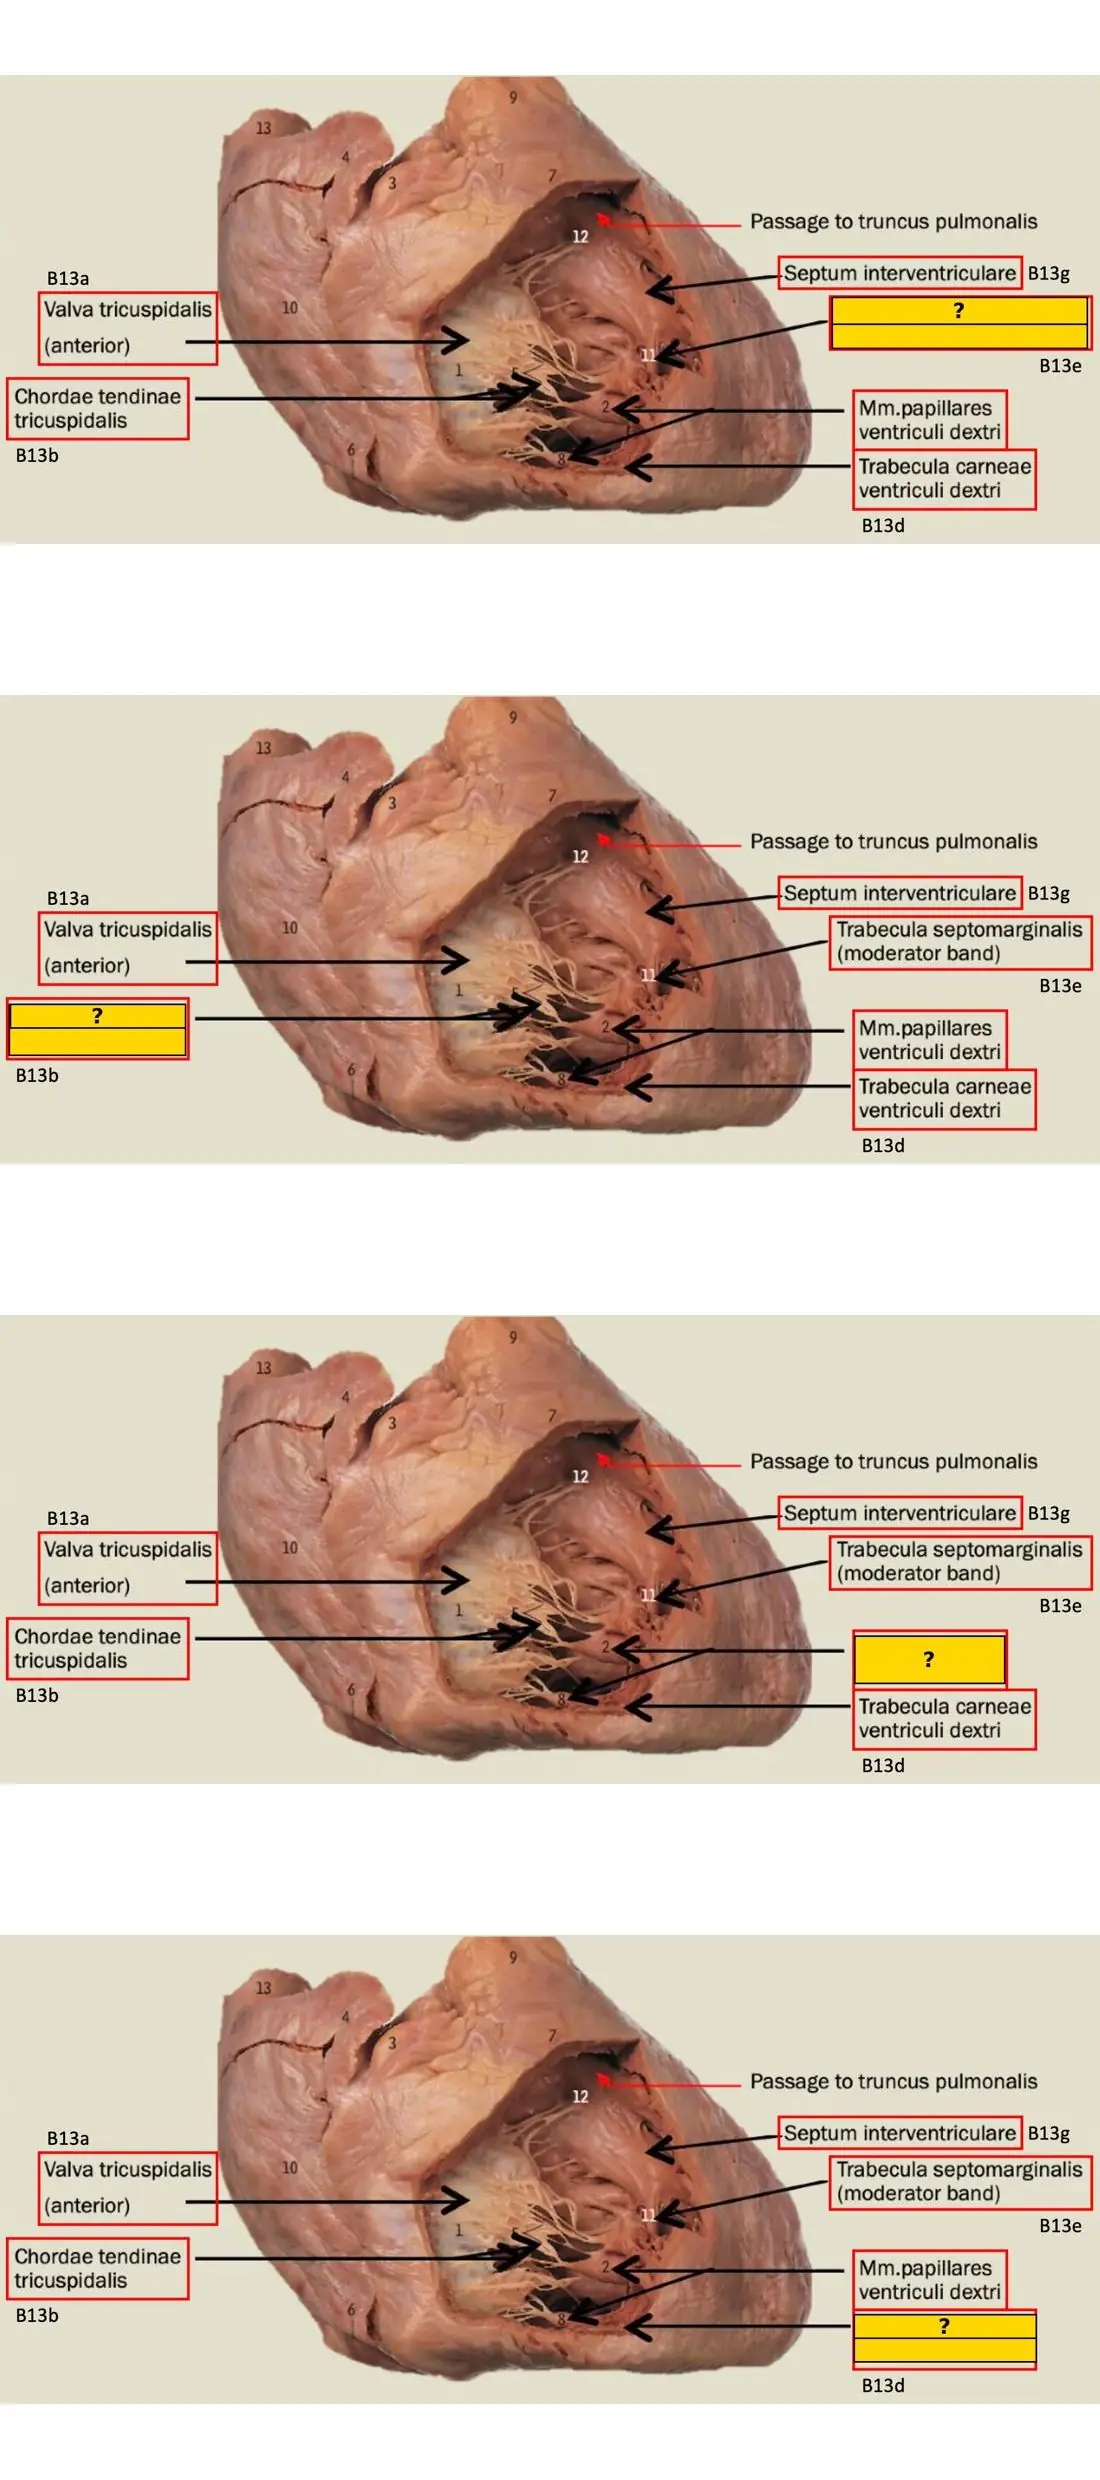 9
13
4
3
7
12
Passage to truncus pulmonalis
B13a
Septum interventriculare B13g
Valva tricuspidalis
(anterior)
10
?
11
B13e
1
5
Chordae tendinae
tricuspidalis
2
Mm.papillares
ventriculi dextri
B13b
6
8
Trabecula carneae
ventriculi dextri
B13d
9
13
4
3
7
12
Passage to truncus pulmonalis
B13a
Septum interventriculare B13g
Valva tricuspidalis
(anterior)
10
Trabecula septomarginalis
(moderator band)
11
B13e
1
5
?
2
Mm.papillares
ventriculi dextri
B13b
6
8
Trabecula carneae
ventriculi dextri
B13d
9
13
4
3
7
12
Passage to truncus pulmonalis
B13a
Septum interventriculare B13g
Valva tricuspidalis
(anterior)
10
Trabecula septomarginalis
(moderator band)
11
B13e
1
5
Chordae tendinae
tricuspidalis
2
?
B13b
6
8
Trabecula carneae
ventriculi dextri
B13d
9
13
4
3
7
12
Passage to truncus pulmonalis
B13a
Septum interventriculare B13g
Valva tricuspidalis
(anterior)
10
Trabecula septomarginalis
(moderator band)
11
B13e
1
5
Chordae tendinae
tricuspidalis
2
Mm.papillares
ventriculi dextri
B13b
6
8
?
B13d